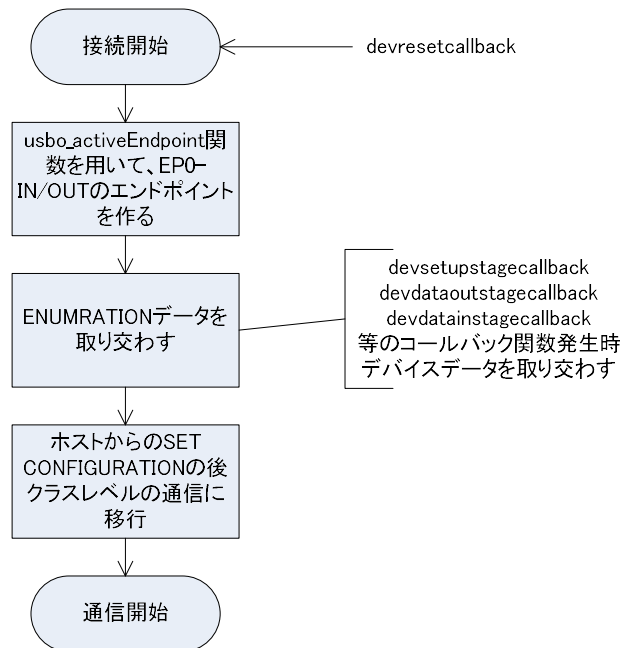 接続開始
devresetcallback
usbo_activeEndpoint関
数を用いて、EP0-
IN/OUTのエンドポイント
を作る
ENUMRATIONデータを
取り交わす
devsetupstagecallback
devdataoutstagecallback
devdatainstagecallback
等のコールバック関数発生時
デバイスデータを取り交わす
ホストからのSET
CONFIGURATIONの後
クラスレベルの通信に
移行
通信開始